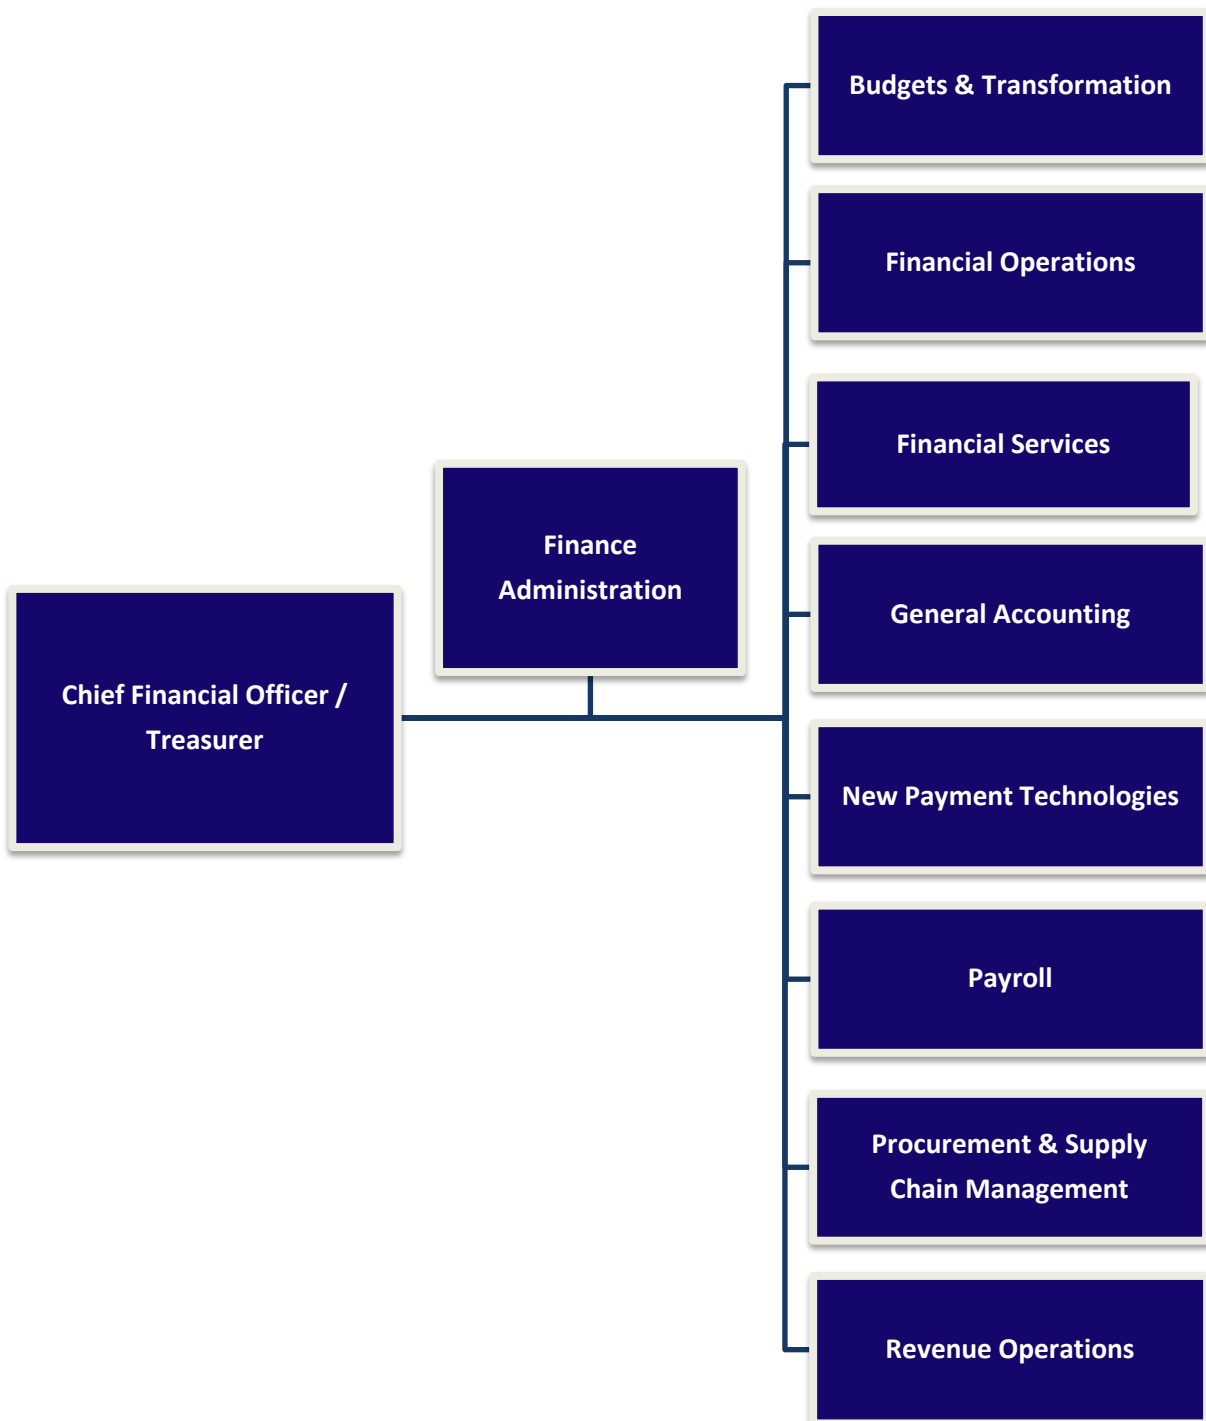 Budgets & Transformation
Financial Operations
Financial Services
Finance
Administration
General Accounting
Chief Financial Officer /
Treasurer
New Payment Technologies
Payroll
Procurement & Supply
Chain Management
Revenue Operations